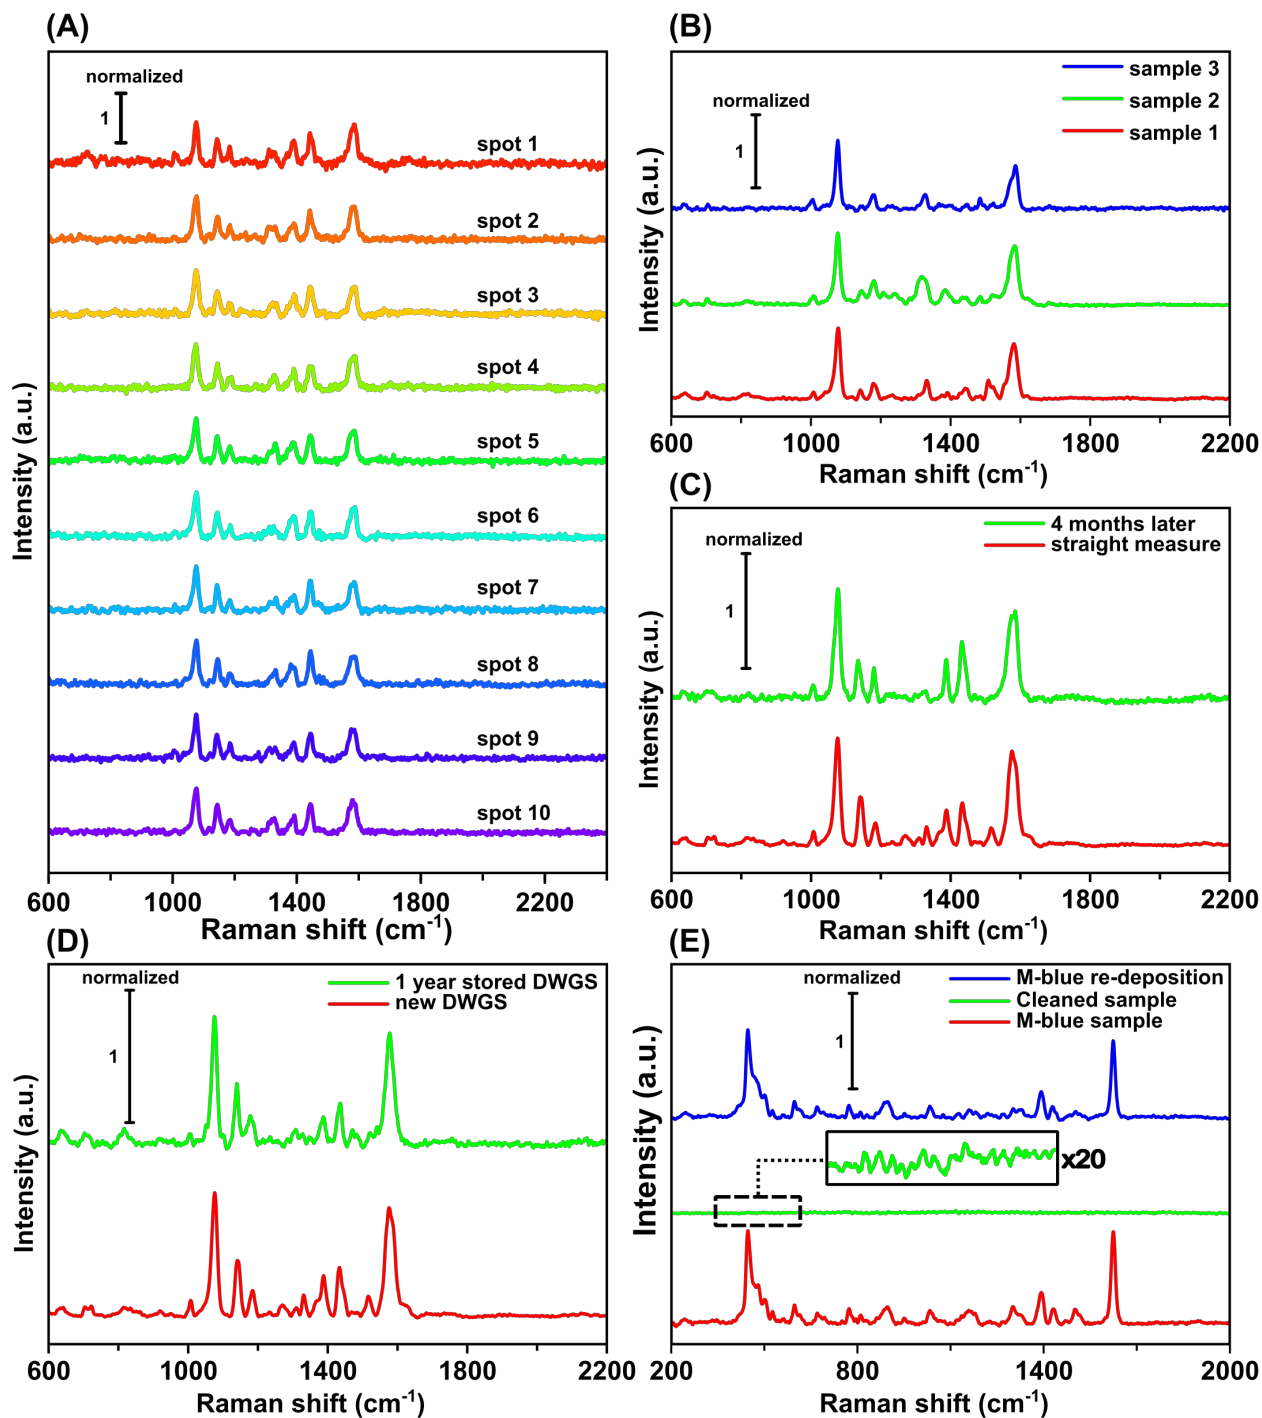 (A)
normalized
1
spot 1
spot 2
spot 3
spot 4
spot 5
spot 6
spot 7
spot 8
spot 9
spot 10
Intensity (a.u.)
600 1000 1400 1800 2200
Raman shift (cm⁻¹)
(B)
sample 3
sample 2
sample 1
normalized
1
Intensity (a.u.)
600 1000 1400 1800 2200
Raman shift (cm⁻¹)
(C)
4 months later
straight measure
normalized
1
Intensity (a.u.)
600 1000 1400 1800 2200
Raman shift (cm⁻¹)
(D)
normalized
1
1 year stored DWGS
new DWGS
Intensity (a.u.)
600 1000 1400 1800 2200
Raman shift (cm⁻¹)
(E)
normalized
1
M-blue re-deposition
Cleaned sample
M-blue sample
x20
Intensity (a.u.)
200 800 1400 2000
Raman shift (cm⁻¹)